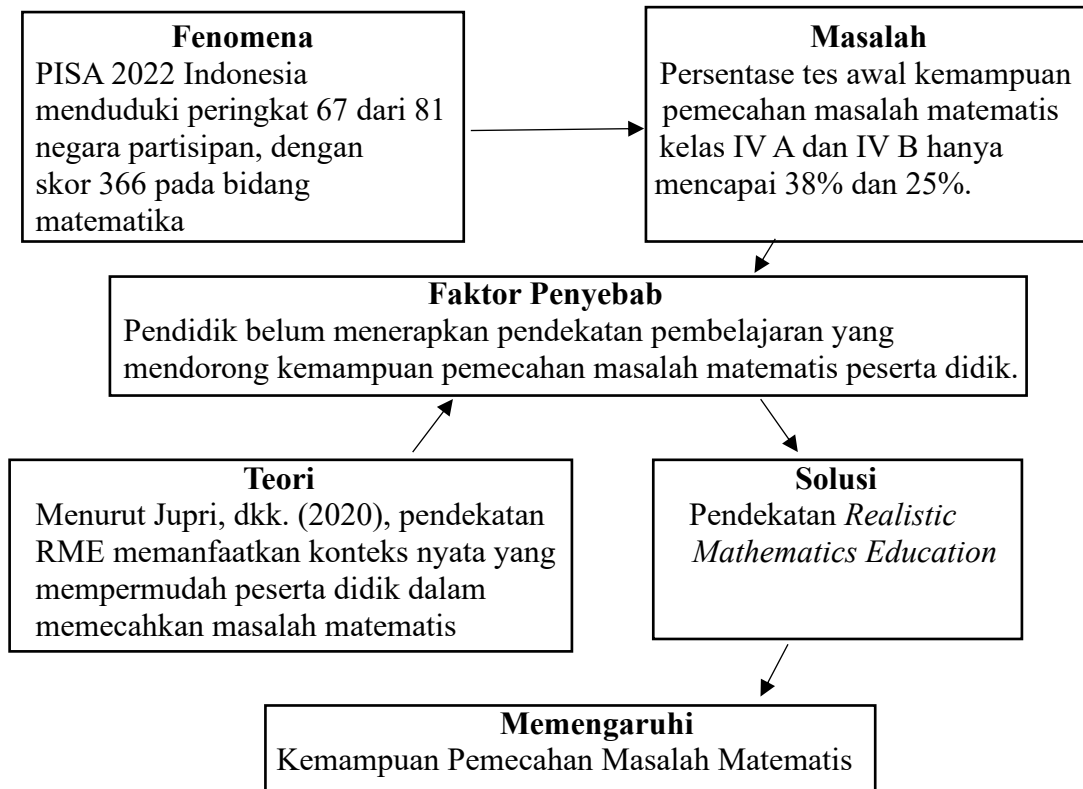 Fenomena
PISA 2022 Indonesia
menduduki peringkat 67 dari 81
negara partisipan, dengan
skor 366 pada bidang
matematika
Masalah
Persentase tes awal kemampuan
pemecahan masalah matematis
kelas IV A dan IV B hanya
mencapai 38% dan 25%.
Faktor Penyebab
Pendidik belum menerapkan pendekatan pembelajaran yang
mendorong kemampuan pemecahan masalah matematis peserta didik.
Teori
Menurut Jupri, dkk. (2020), pendekatan
RME memanfaatkan konteks nyata yang
mempermudah peserta didik dalam
memecahkan masalah matematis
Solusi
Pendekatan Realistic
Mathematics Education
Memengaruhi
Kemampuan Pemecahan Masalah Matematis